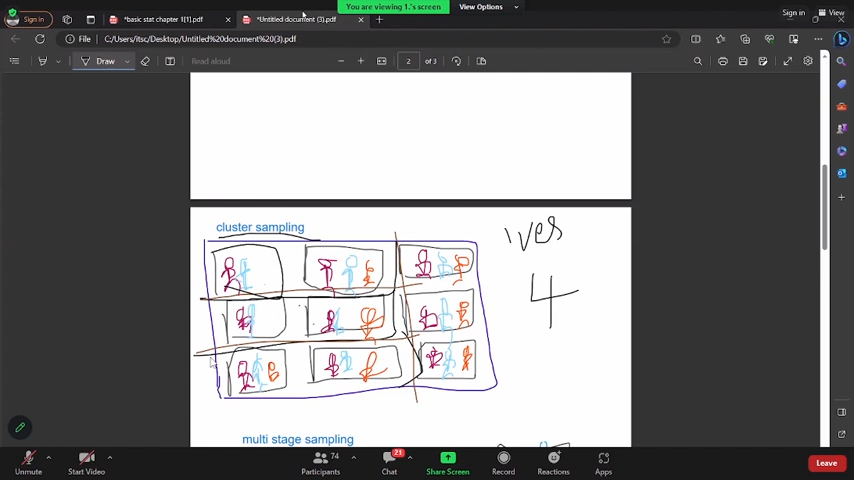 You are viewing 1.'s screen
View Options
Sign in
*basic stat chapter 1[1].pdf
*Untitled document (3).pdf
Sign in
View
File
C:/Users/itsc/Desktop/Untitled%20document%20(3).pdf
Draw
Read aloud
2
of 3
cluster sampling
4
multi stage sampling
Unmute
Start Video
74
Participants
21
Chat
Share Screen
Record
Reactions
Apps
Leave